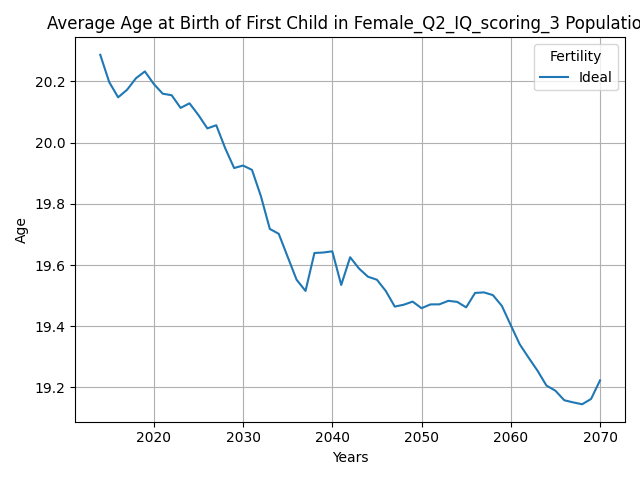 Average Age at Birth of First Child in Female_Q2_IQ_scoring_3 Populatio
Fertility
Ideal
20.2
20.0
19.8
19.6
19.4
19.2
Age
2020 2030 2040 2050 2060 2070
Years